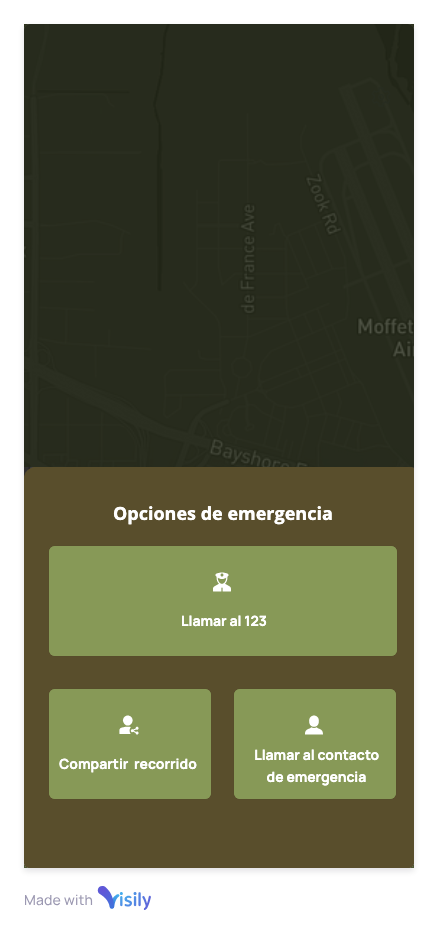 de France Ave
Zook Rd
Moffet
Ai
Bayshore
Opciones de emergencia
Llamar al 123
Compartir recorrido
Llamar al contacto
de emergencia
Made with Visily